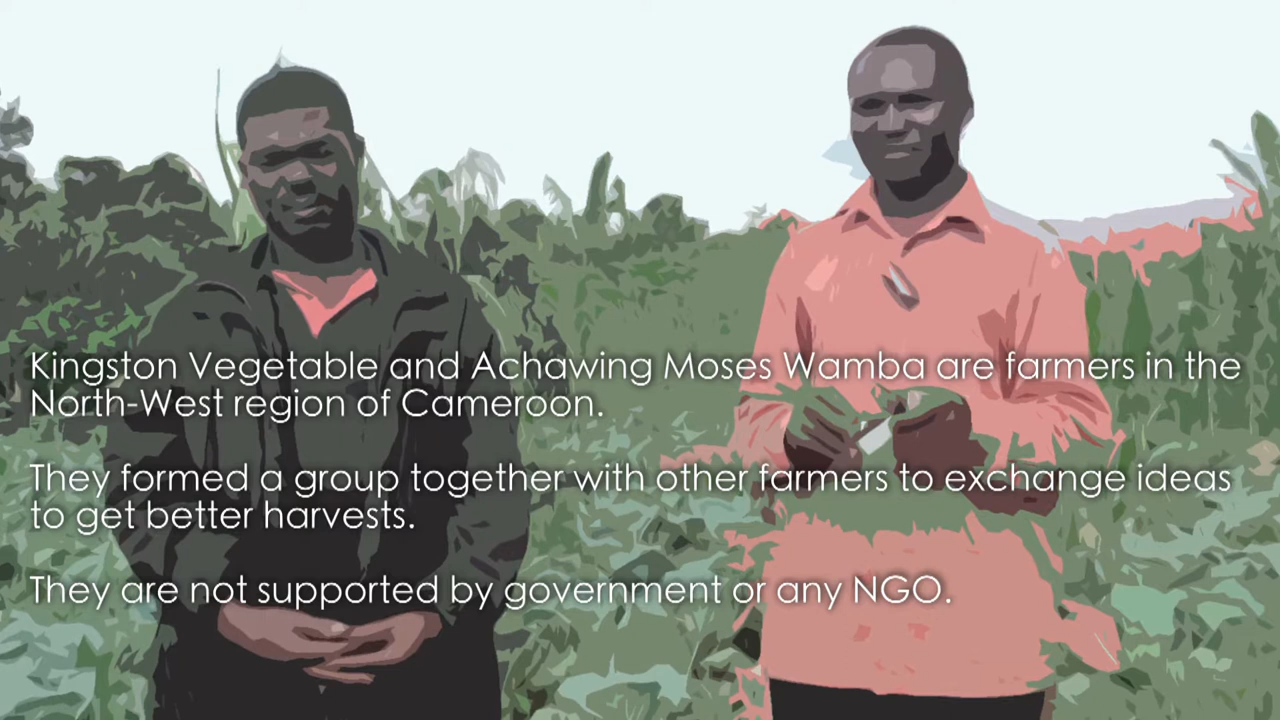 Kingston Vegetable and Achawing Moses Wamba are farmers in the
North-West region of Cameroon.
They formed a group together with other farmers to exchange ideas
to get better harvests.
They are not supported by government or any NGO.